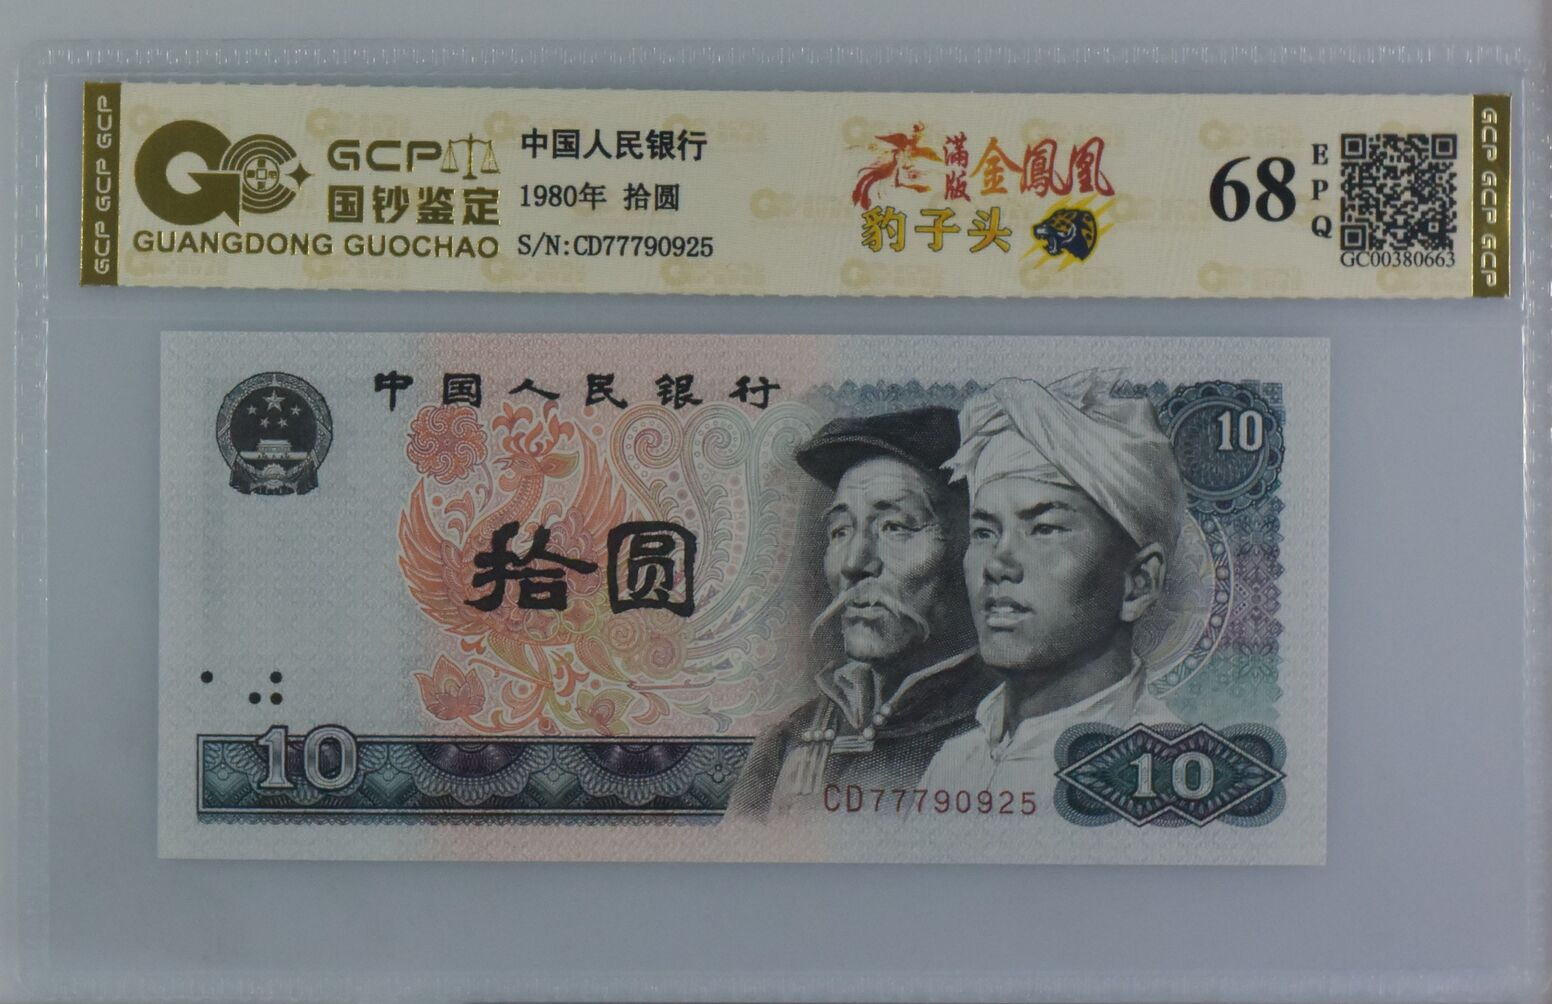 GCP GCP GCP
GCP
国钞鉴定
GUANGDONG GUOCHAO
中国人民银行
1980年 拾圆
S/N:CD77790925
满版金鳳凰
豹子头
68
EPQ
GC00380663
GCP GCP GCP
中国人民银行
10
拾圆
10
CD77790925
10